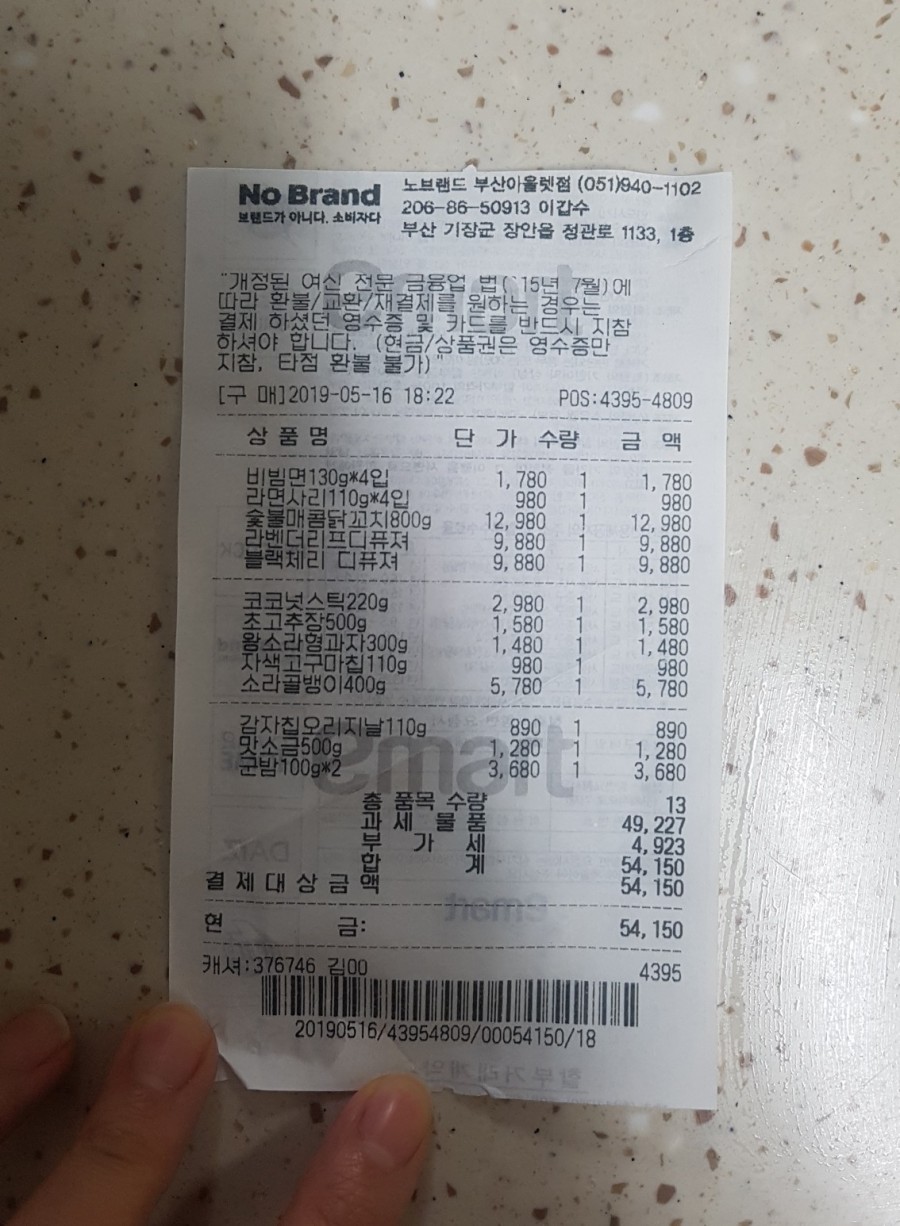 No Brand
브랜드가 아니다. 소비자다
노브랜드 부산아울렛점 (051)940-1102
206-86-50913 이갑수
부산 기장군 장안읍 정관로 1133, 1층
"개정된 여신 전문 금융업 법(`15년 7월)에
따라 환불/교환/재결제를 원하는 경우는
결제 하셨던 영수증 및 카드를 반드시 지참
하셔야 합니다. (현금/상품권은 영수증만
지참, 타점 환불 불가)"
[구 매]2019-05-16 18:22 POS:4395-4809
상 품 명 단 가 수량 금 액
비빔면130g*4입 1,780 1 1,780
라면사리110g*4입 980 1 980
숯불매콤닭꼬치800g 12,980 1 12,980
라벤더리프디퓨져 9,880 1 9,880
블랙체리 디퓨져 9,880 1 9,880
코코넛스틱220g 2,980 1 2,980
초고추장500g 1,580 1 1,580
왕소라형과자300g 1,480 1 1,480
자색고구마칩110g 980 1 980
소라골뱅이400g 5,780 1 5,780
감자칩오리지날110g 890 1 890
맛소금500g 1,280 1 1,280
군밤100g*2 3,680 1 3,680
총 품목 수량 13
과 세 물 품 49,227
부 가 세 4,923
합 계 54,150
결 제 대 상 금 액 54,150
현 금: 54,150
캐셔:376746 김00 4395
20190516/43954809/00054150/18
emart
emart